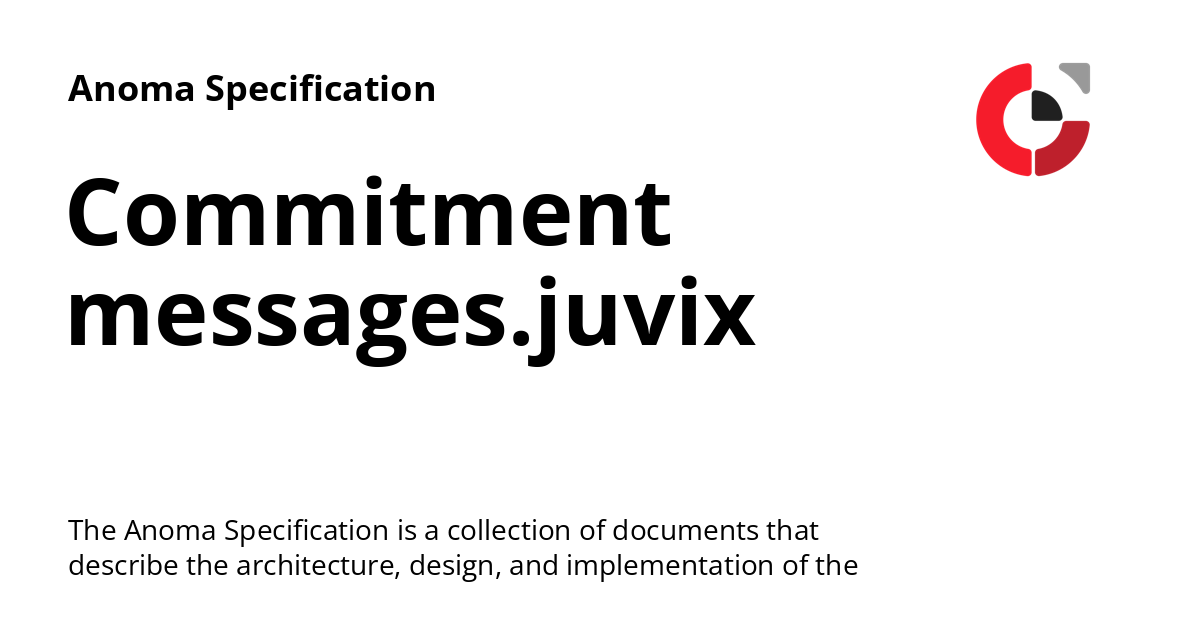 Anoma Specification
Commitment
messages.juvix
The Anoma Specification is a collection of documents that
describe the architecture, design, and implementation of the